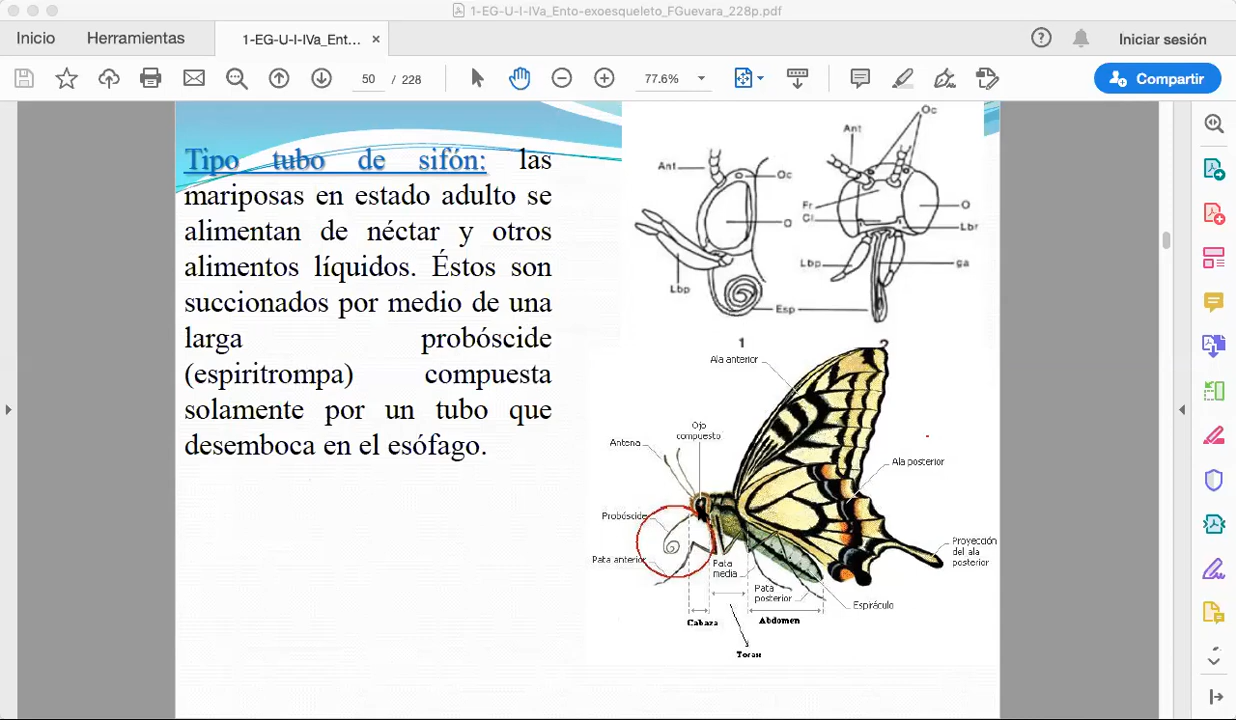 1-EG-U-I-IVa_Ento-exoesqueleto_FGuevara_228p.pdf
Inicio
Herramientas
1-EG-U-I-IVa_Ent...
Iniciar sesión
50 / 228
77.6%
Compartir
Tipo tubo de sifón: las
mariposas en estado adulto se
alimentan de néctar y otros
alimentos líquidos. Éstos son
succionados por medio de una
larga probóscide
(espiritrompa) compuesta
solamente por un tubo que
desemboca en el esófago.
Ant
Oc
O
Lbp
Esp
1
Oc
Ant
Fr
Cl
O
Lbr
Lbp
ga
2
Ala anterior
Ojo
compuesto
Antena
Ala posterior
Probóscide
Pata anterior
Pata
media
Pata
posterior
Proyección
del ala
posterior
Espiráculo
Cabaza
Abdomen
Torax